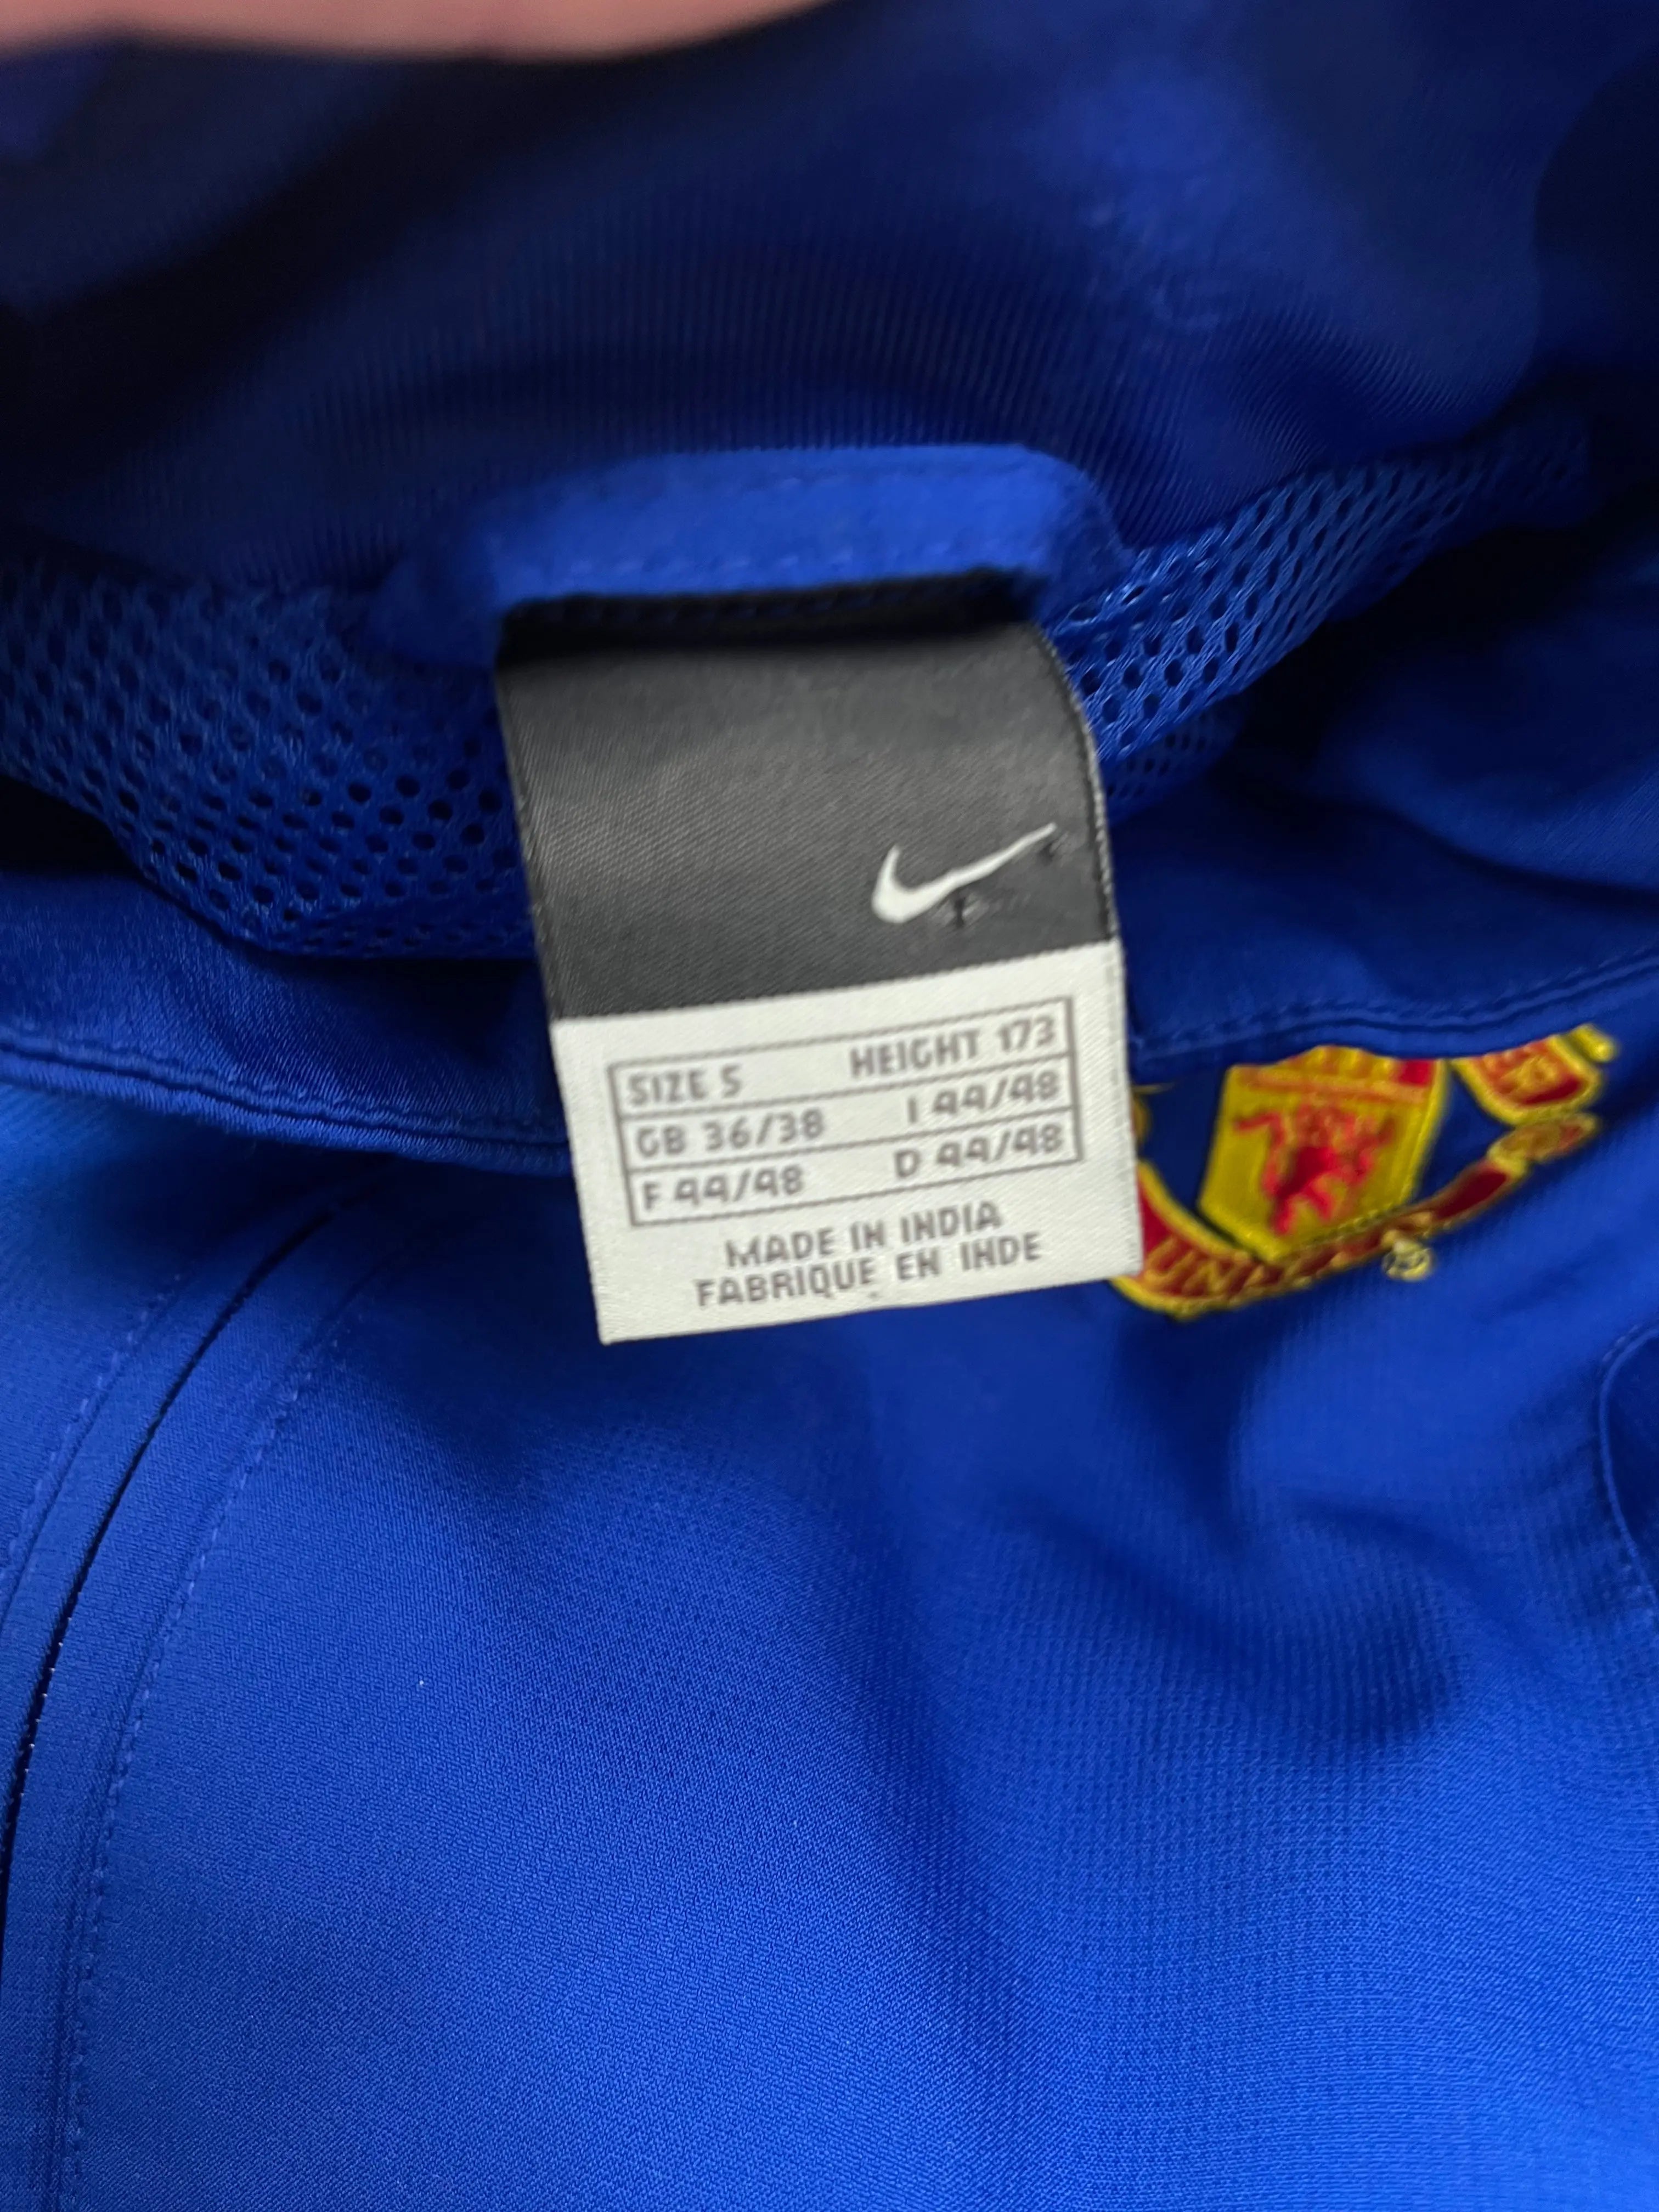 SIZE S HEIGHT 173
GB 36/38 I 44/48
F 44/48 D 44/48
MADE IN INDIA
FABRIQUE EN INDE